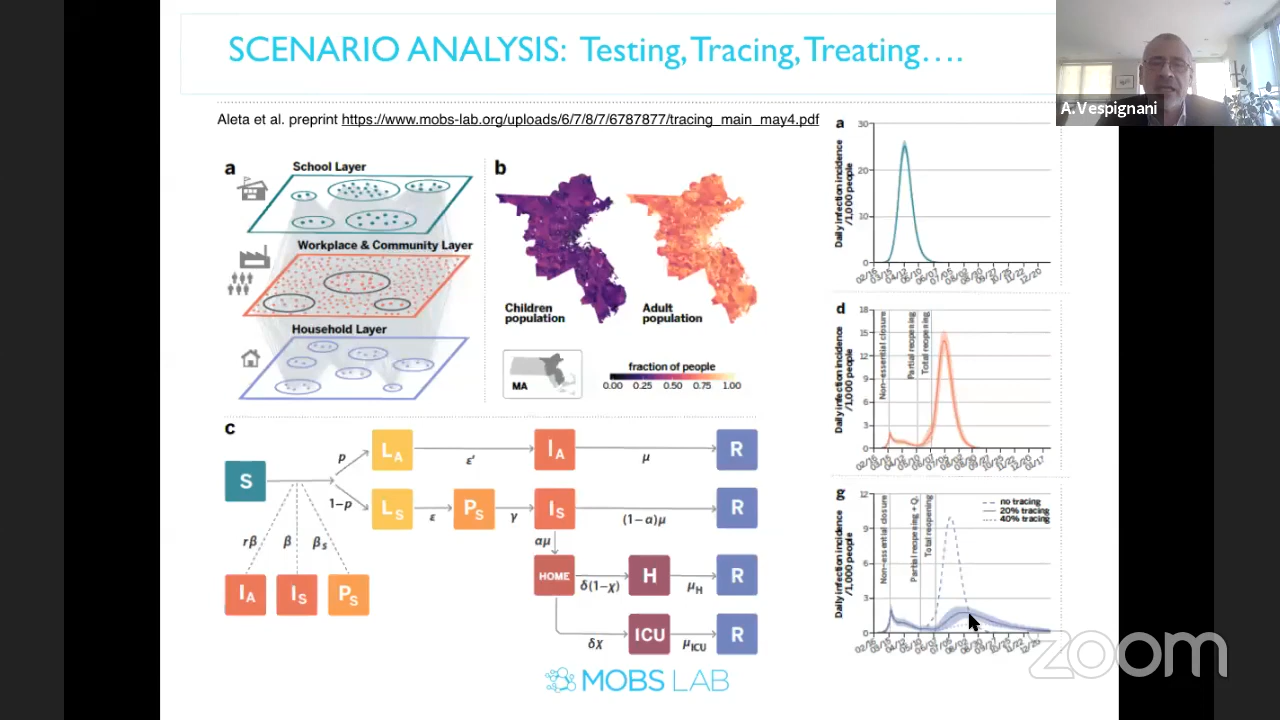 SCENARIO ANALYSIS: Testing, Tracing, Treating....
A. Vespignani
Aleta et al. preprint https://www.mobs-lab.org/uploads/6/7/8/7/6787877/tracing_main_may4.pdf
a
School Layer
Workplace & Community Layer
Household Layer
b
Children
population
Adult
population
MA
fraction of people
0.00 0.25 0.50 0.75 1.00
c
S
p
1-p
L_A
ε'
I_A
μ
R
L_S
ε
P_S
γ
I_S
(1-α)μ
R
αμ
rβ
β
β_s
I_A
I_S
P_S
HOME
δ(1-χ)
H
μ_H
R
δχ
ICU
μ_ICU
R
MOBS LAB
a
Daily infection incidence
/1,000 people
30
20
10
0
d
Daily infection incidence
/1,000 people
18
15
12
9
6
3
0
Non-essential closure
Partial reopening
Total reopening
Daily infection incidence
/1,000 people
12
9
6
3
0
Non-essential closure
Partial reopening + Q.
Total reopening
no tracing
20% tracing
40% tracing
zoom